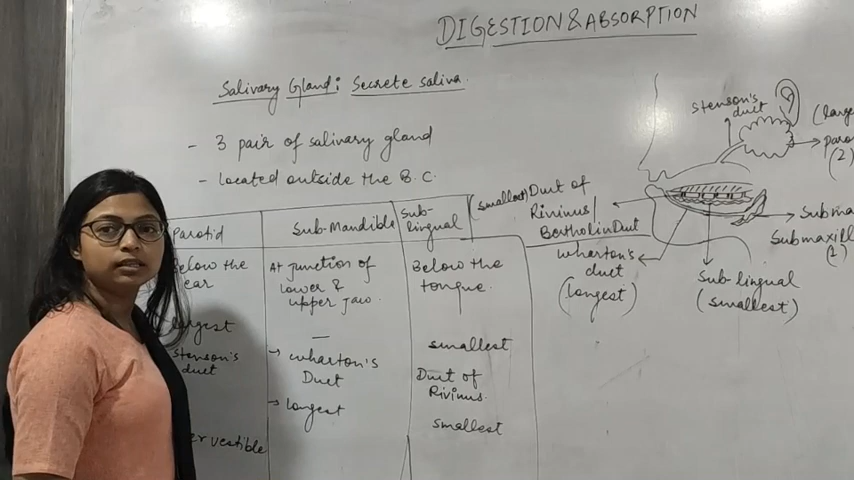 DIGESTION & ABSORPTION
Salivary Gland: Secrete saliva.
- 3 pair of salivary gland
- Located outside the B.C.
Parotid
Sub-Mandible
Sub-
lingual
Below the
ear
At junction of
lower &
upper jaw.
Below the
tongue.
largest
—
smallest
Stenson's
duct
→ Wharton's
Duct
Duct of
Rivinus.
→ longest
smallest
vestible
Stenson's
duct
(2)
(smallest) Duct of
Rivinus/
Bartholin Duct
Wharton's
duct
(longest)
Sub-lingual
(smallest)
Subma
Submaxill
(2)